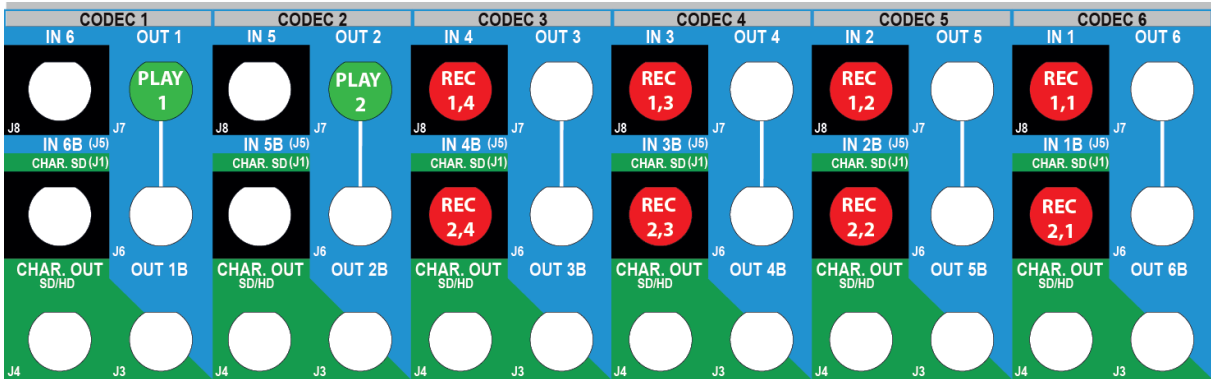 CODEC 1 CODEC 2 CODEC 3 CODEC 4 CODEC 5 CODEC 6
IN 6 OUT 1 IN 5 OUT 2 IN 4 OUT 3 IN 3 OUT 4 IN 2 OUT 5 IN 1 OUT 6
PLAY PLAY REC REC REC REC
1 2 1,4 1,3 1,2 1,1
J8 J7 J8 J7 J8 J7 J8 J7 J8 J7 J8 J7
IN 6B (J5) IN 5B (J5) IN 4B (J5) IN 3B (J5) IN 2B (J5) IN 1B (J5)
CHAR. SD (J1) CHAR. SD (J1) CHAR. SD (J1) CHAR. SD (J1) CHAR. SD (J1) CHAR. SD (J1)
REC REC REC REC
2,4 2,3 2,2 2,1
J6 J6 J6 J6 J6 J6
CHAR. OUT OUT 1B CHAR. OUT OUT 2B CHAR. OUT OUT 3B CHAR. OUT OUT 4B CHAR. OUT OUT 5B CHAR. OUT OUT 6B
SD/HD SD/HD SD/HD SD/HD SD/HD SD/HD
J4 J3 J4 J3 J4 J3 J4 J3 J4 J3 J4 J3